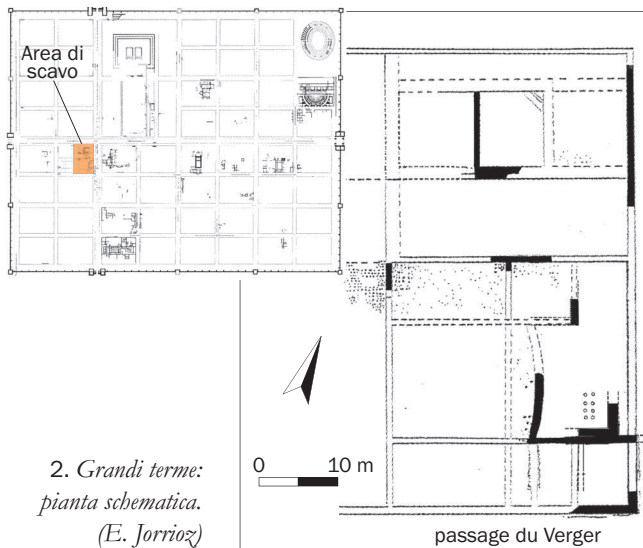 Area di
scavo
0 10 m
2. Grandi terme:
pianta schematica.
(E. Jorrioz)
passage du Verger